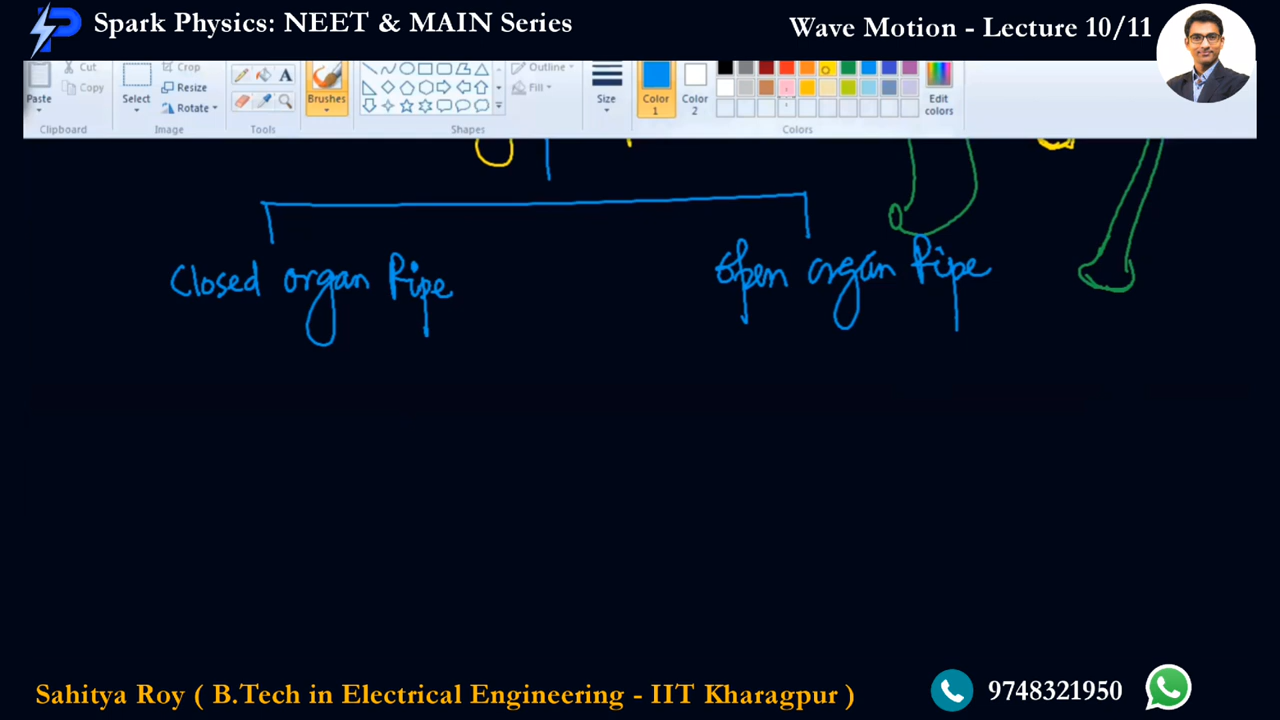 Spark Physics: NEET & MAIN Series
Wave Motion - Lecture 10/11
Paste
Cut
Copy
Clipboard
Select
Crop
Resize
Rotate
Image
A
Tools
Brushes
Outline
Fill
Shapes
Size
Color 1
Color 2
Edit colors
Colors
Closed organ Pipe
open organ Pipe
Sahitya Roy ( B.Tech in Electrical Engineering - IIT Kharagpur )
9748321950